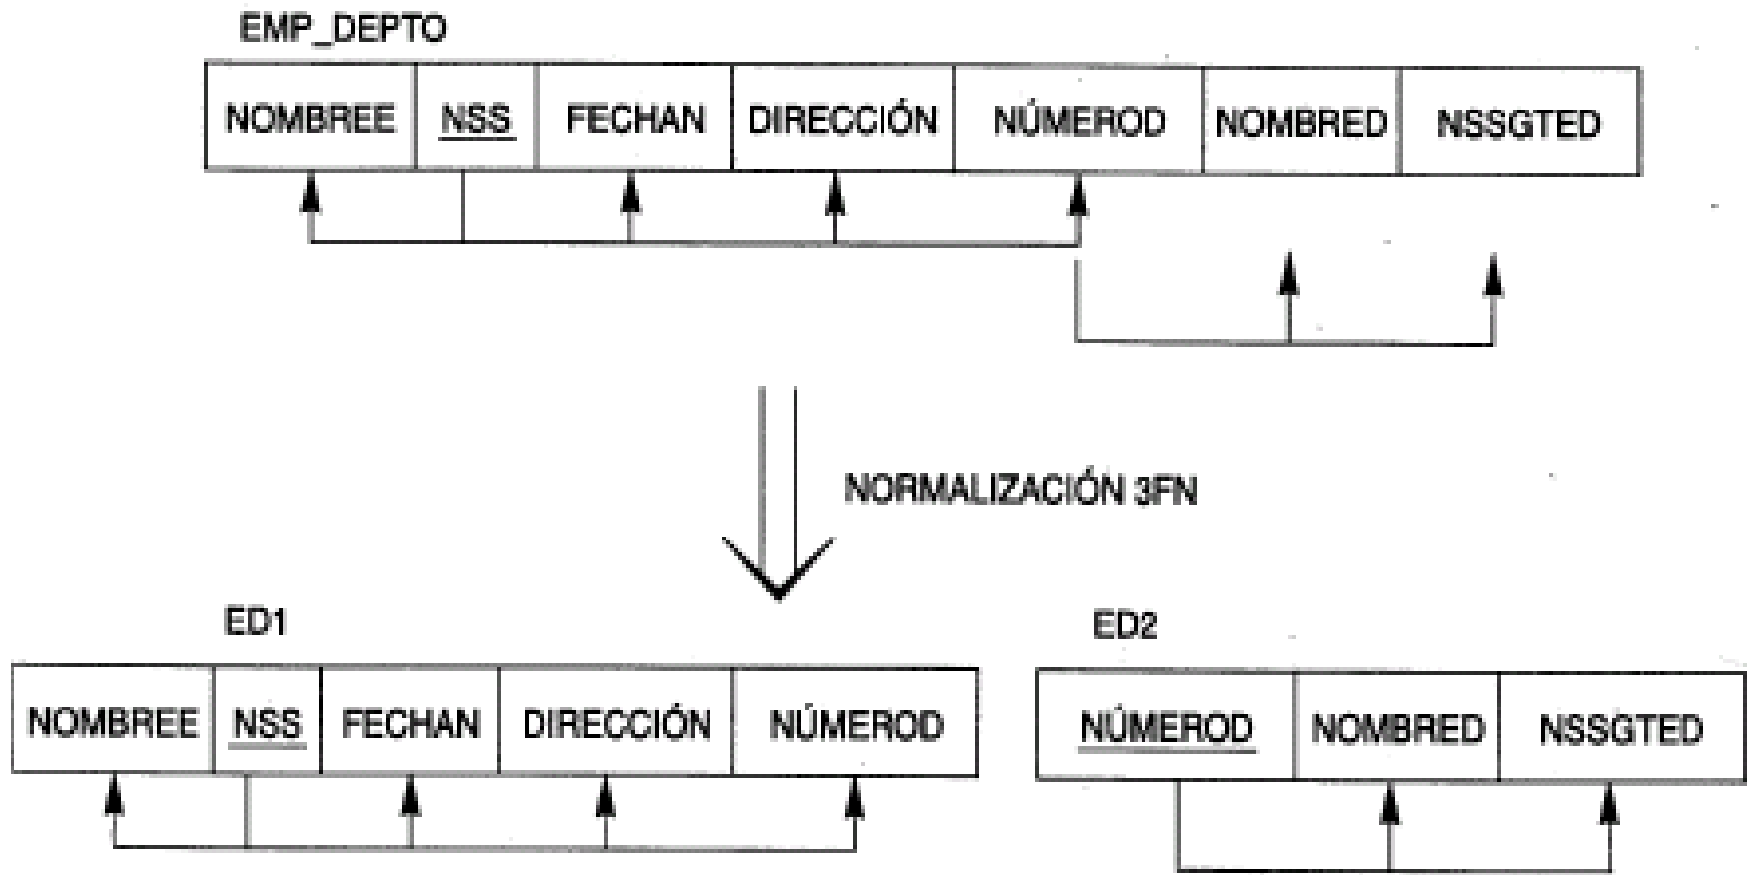 EMP_DEPTO
NOMBREE NSS FECHAN DIRECCIÓN NÚMEROD NOMBRED NSSGTED
NORMALIZACIÓN 3FN
ED1
NOMBREE NSS FECHAN DIRECCIÓN NÚMEROD
ED2
NÚMEROD NOMBRED NSSGTED